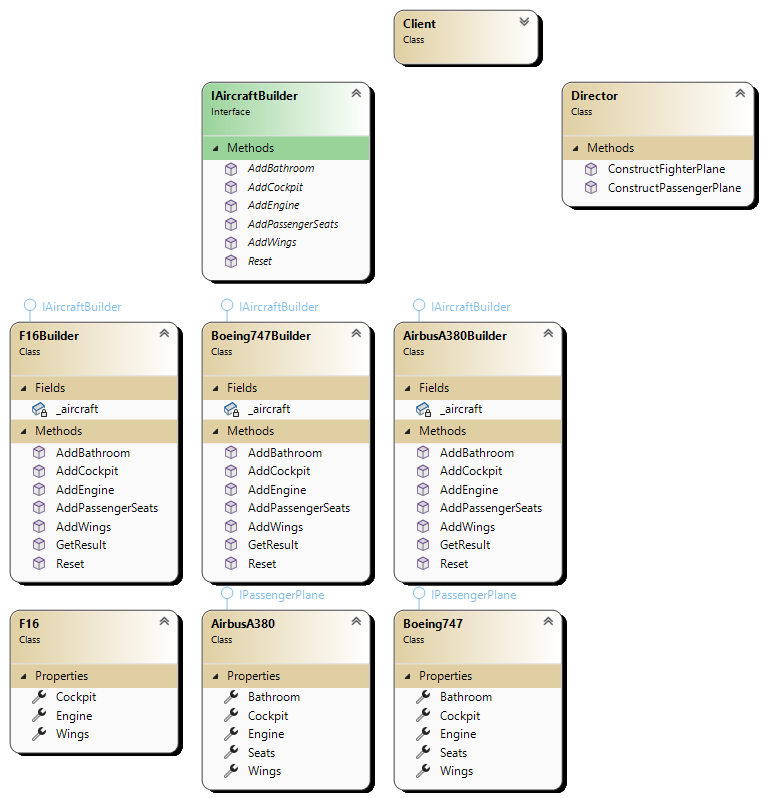 Client
Class
IAircraftBuilder
Interface
Methods
AddBathroom
AddCockpit
AddEngine
AddPassengerSeats
AddWings
Reset
Director
Class
Methods
ConstructFighterPlane
ConstructPassengerPlane
IAircraftBuilder
F16Builder
Class
Fields
_aircraft
Methods
AddBathroom
AddCockpit
AddEngine
AddPassengerSeats
AddWings
GetResult
Reset
IAircraftBuilder
Boeing747Builder
Class
Fields
_aircraft
Methods
AddBathroom
AddCockpit
AddEngine
AddPassengerSeats
AddWings
GetResult
Reset
IAircraftBuilder
AirbusA380Builder
Class
Fields
_aircraft
Methods
AddBathroom
AddCockpit
AddEngine
AddPassengerSeats
AddWings
GetResult
Reset
F16
Class
Properties
Cockpit
Engine
Wings
IPassengerPlane
AirbusA380
Class
Properties
Bathroom
Cockpit
Engine
Seats
Wings
IPassengerPlane
Boeing747
Class
Properties
Bathroom
Cockpit
Engine
Seats
Wings